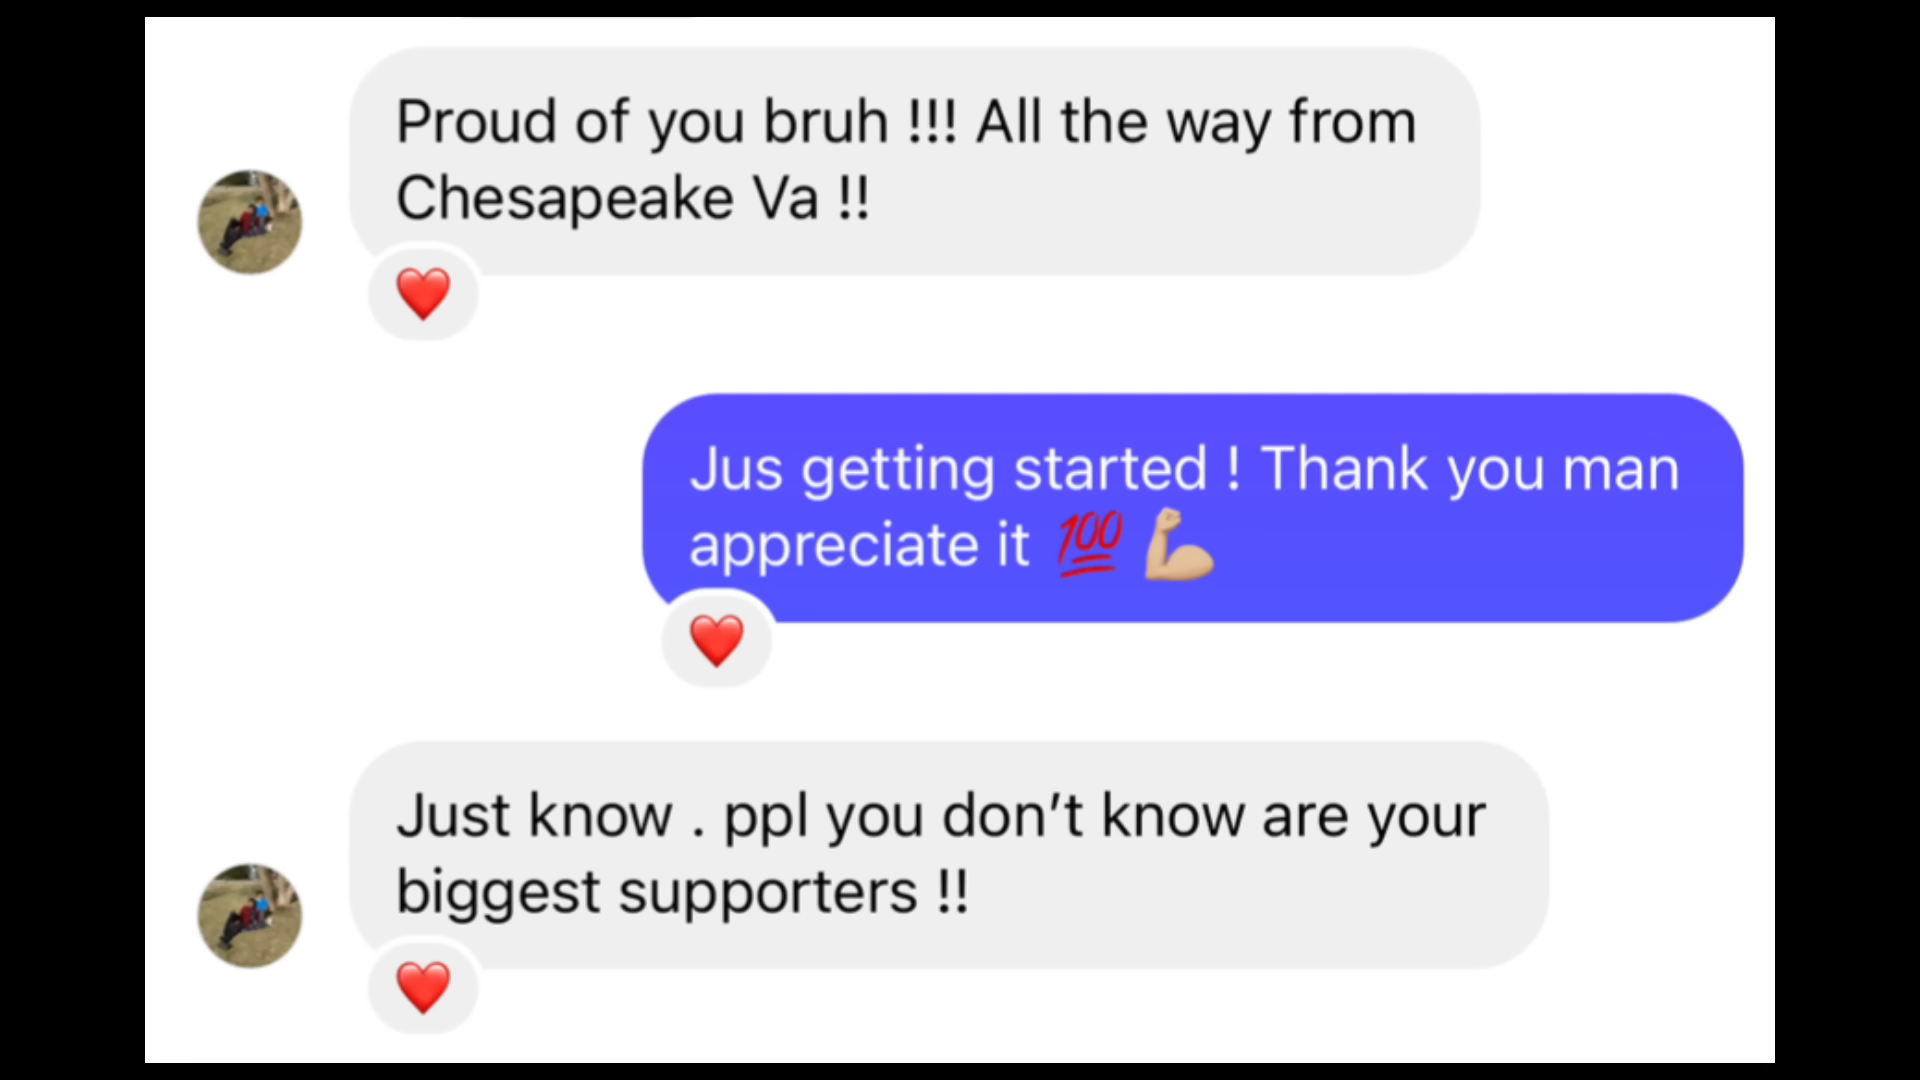 Proud of you bruh !!! All the way from
Chesapeake Va !!
❤️
Jus getting started ! Thank you man
appreciate it 💯💪🏼
❤️
Just know . ppl you don’t know are your
biggest supporters !!
❤️